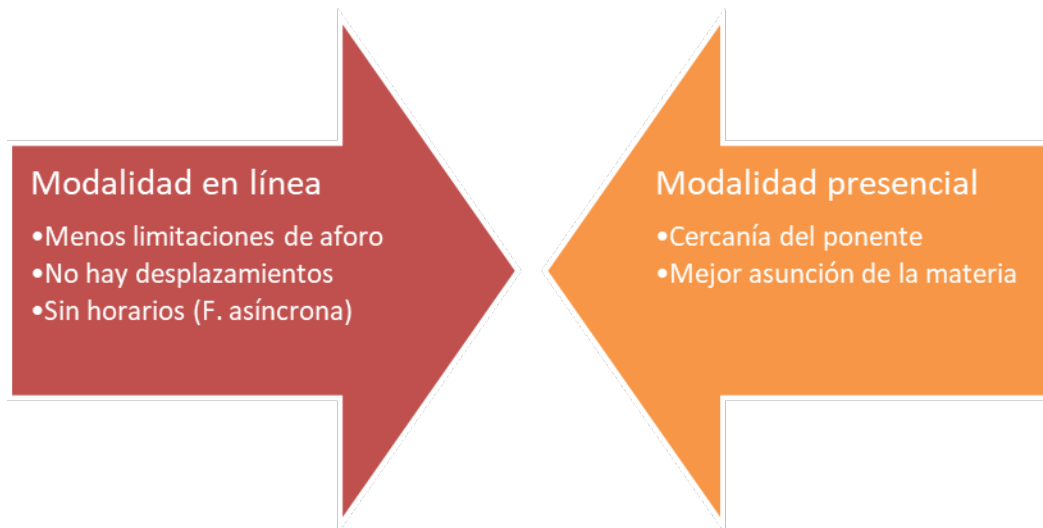 Modalidad en línea
•Menos limitaciones de aforo
•No hay desplazamientos
•Sin horarios (F. asíncrona)
Modalidad presencial
•Cercanía del ponente
•Mejor asunción de la materia